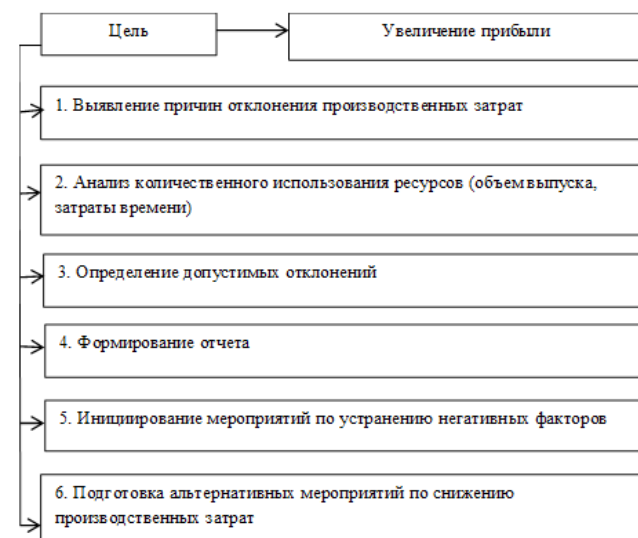 Цель
Увеличение прибыли
1. Выявление причин отклонения производственных затрат
2. Анализ количественного использования ресурсов (объем выпуска,
затраты времени)
3. Определение допустимых отклонений
4. Формирование отчета
5. Инициирование мероприятий по устранению негативных факторов
6. Подготовка альтернативных мероприятий по снижению
производственных затрат